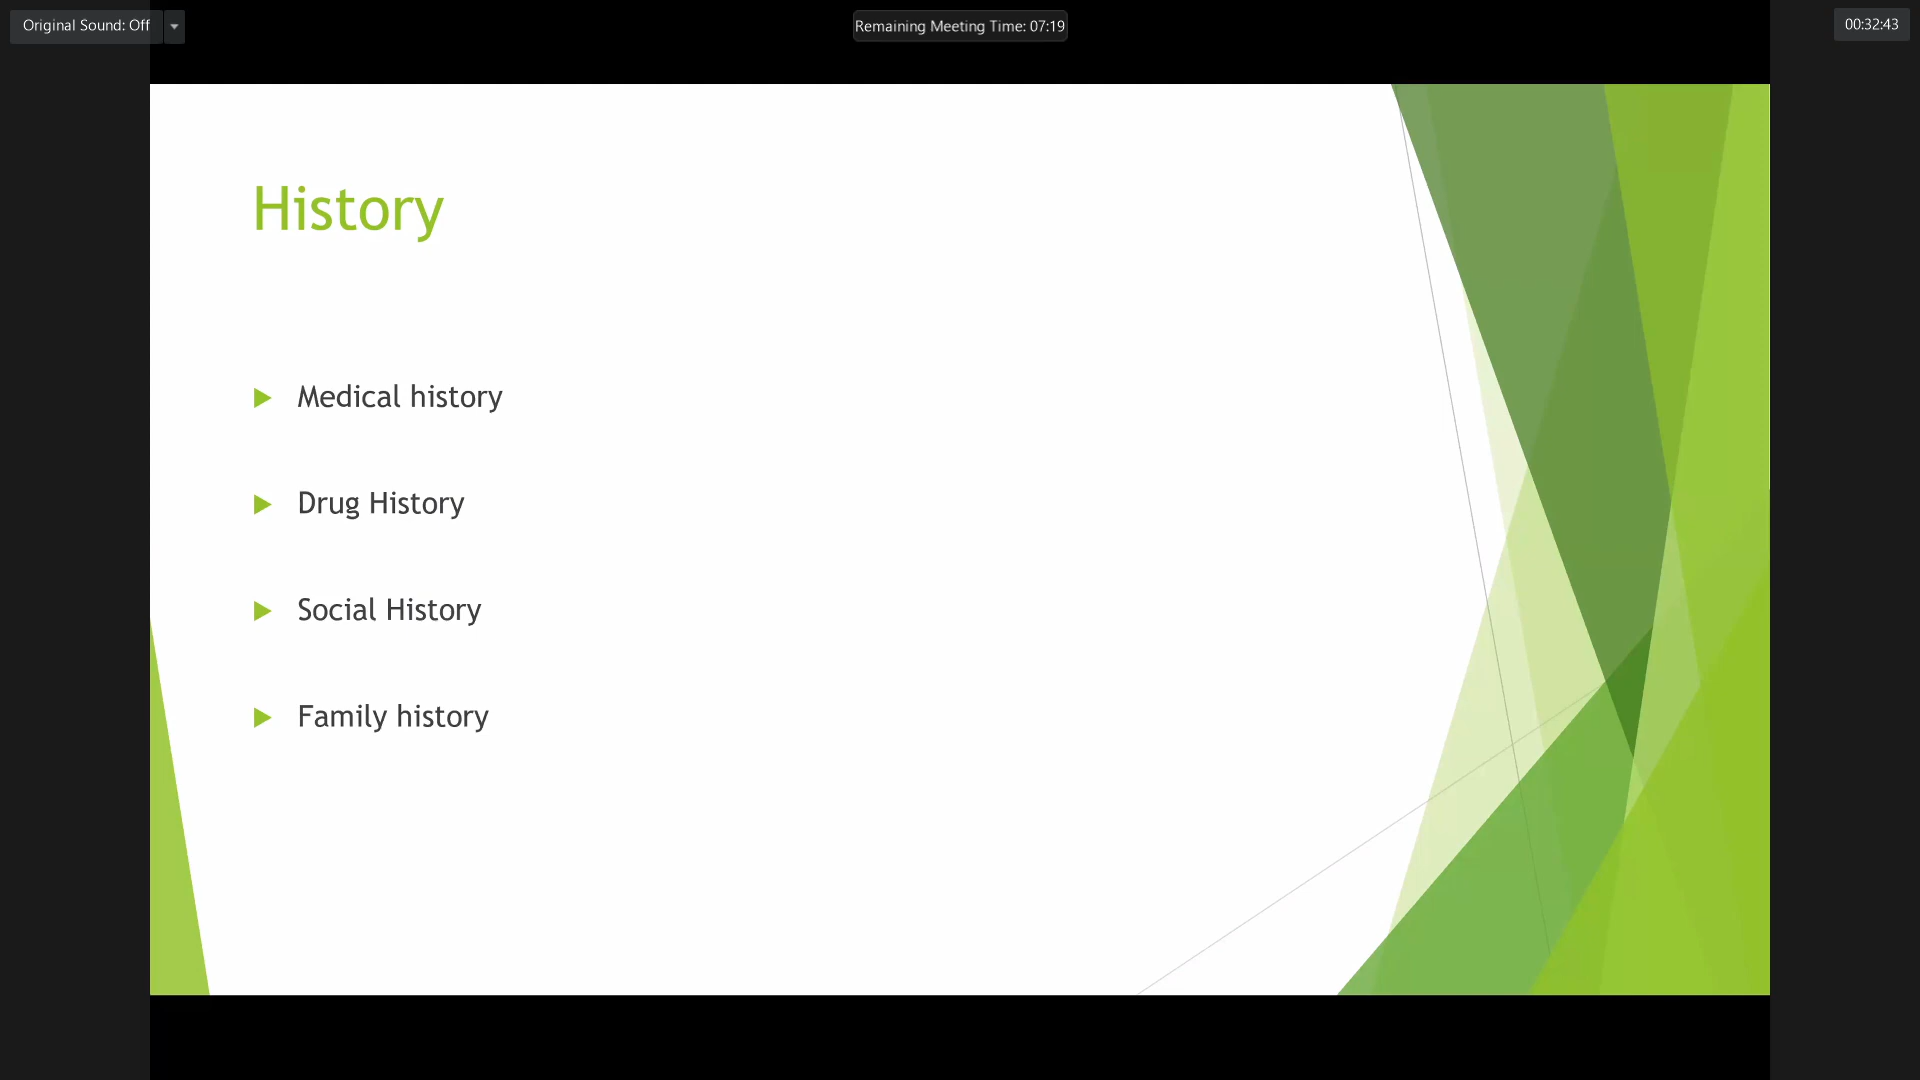 Original Sound: Off
Remaining Meeting Time: 07:19
00:32:43
History
Medical history
Drug History
Social History
Family history